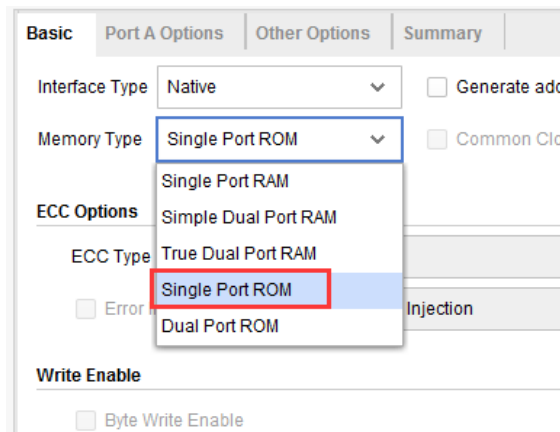 Basic Port A Options Other Options Summary
Interface Type Native Generate
Memory Type Single Port ROM Common
Single Port RAM
ECC Options Simple Dual Port RAM
ECC Type True Dual Port RAM
Single Port ROM
Error Injection
Dual Port ROM
Write Enable
Byte Write Enable